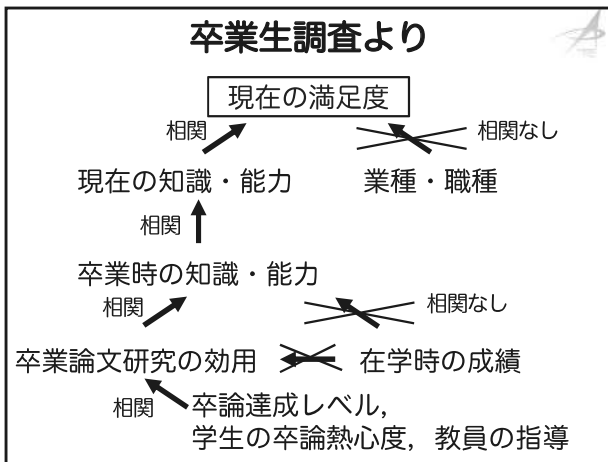 卒業生調査より
現在の満足度
相関
相関なし
現在の知識・能力
業種・職種
相関
卒業時の知識・能力
相関
相関なし
卒業論文研究の効用
在学時の成績
相関
卒論達成レベル，
学生の卒論熱心度，教員の指導